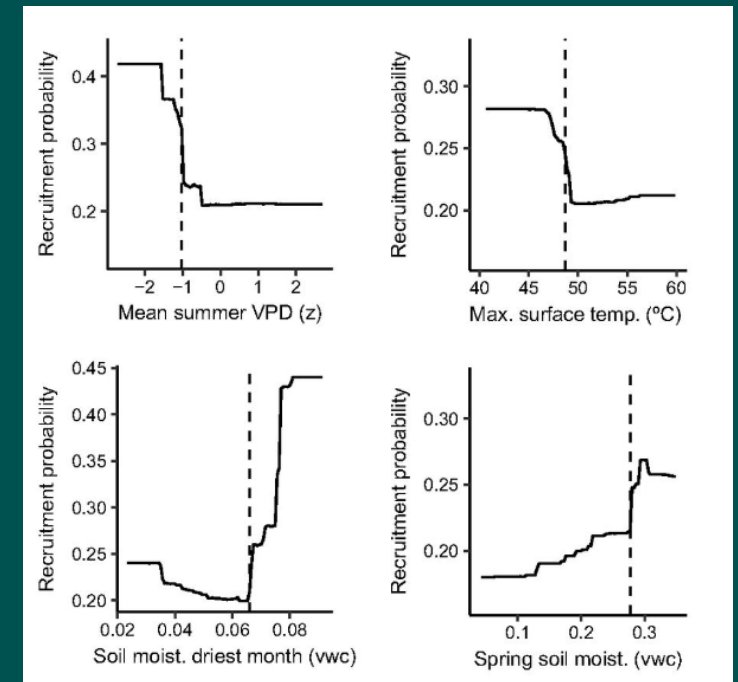 Recruitment probability
0.4
0.3
0.2
−2 −1 0 1 2
Mean summer VPD (z)
Recruitment probability
0.30
0.25
0.20
40 45 50 55 60
Max. surface temp. (ºC)
Recruitment probability
0.45
0.40
0.35
0.30
0.25
0.20
0.02 0.04 0.06 0.08
Soil moist. driest month (vwc)
Recruitment probability
0.30
0.25
0.20
0.1 0.2 0.3
Spring soil moist. (vwc)